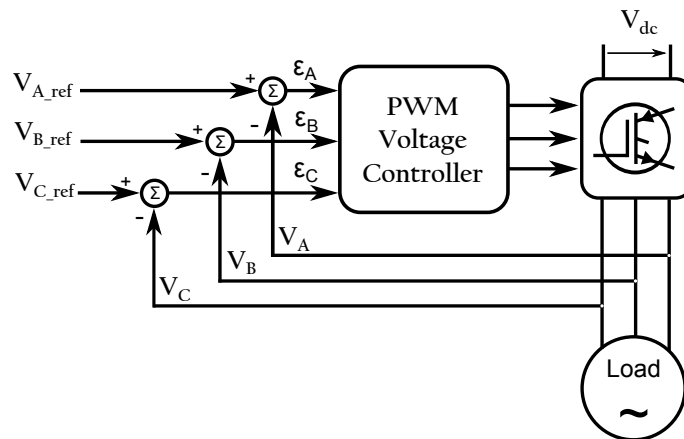 V_dc
V_A_ref + Σ ε_A
- PWM
V_B_ref + Σ ε_B Voltage
- Controller
V_C_ref + Σ ε_C
-
V_A
V_B
V_C
Load
~